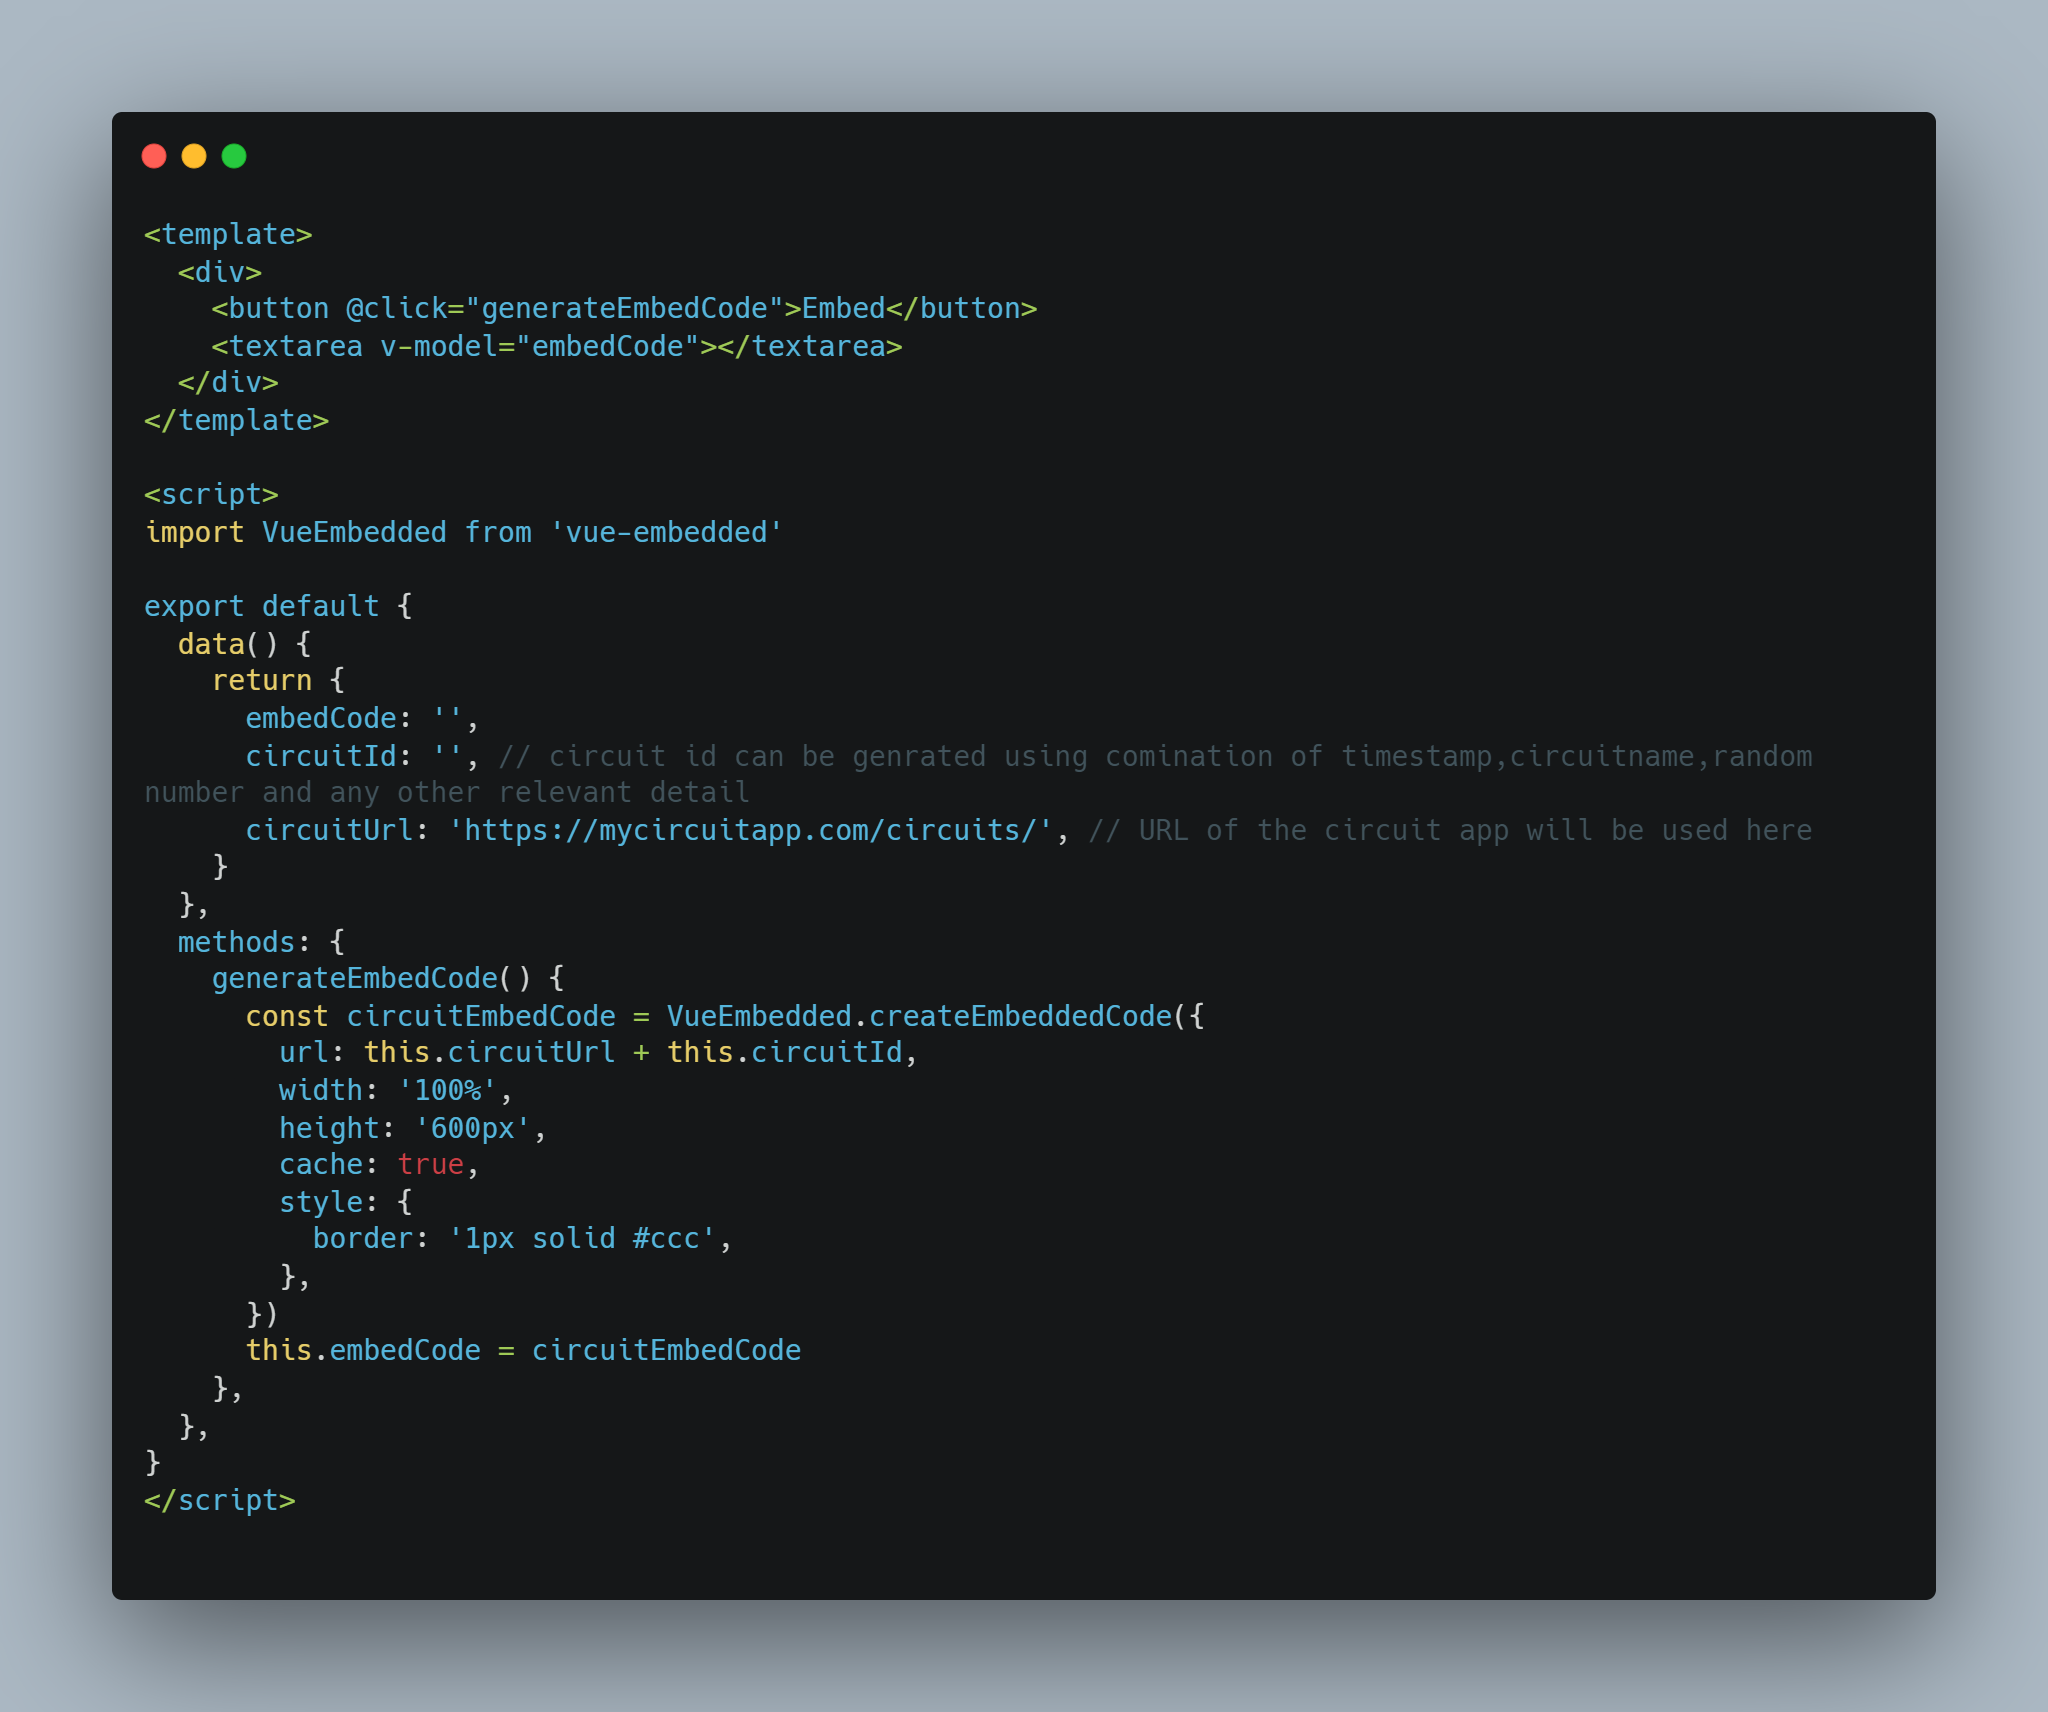 <template>
  <div>
    <button @click="generateEmbedCode">Embed</button>
    <textarea v-model="embedCode"></textarea>
  </div>
</template>

<script>
import VueEmbedded from 'vue-embedded'

export default {
  data() {
    return {
      embedCode: '',
      circuitId: '', // circuit id can be genrated using comination of timestamp,circuitname,random
number and any other relevant detail
      circuitUrl: 'https://mycircuitapp.com/circuits/', // URL of the circuit app will be used here
    }
  },
  methods: {
    generateEmbedCode() {
      const circuitEmbedCode = VueEmbedded.createEmbeddedCode({
        url: this.circuitUrl + this.circuitId,
        width: '100%',
        height: '600px',
        cache: true,
        style: {
          border: '1px solid #ccc',
        },
      })
      this.embedCode = circuitEmbedCode
    },
  },
}
</script>